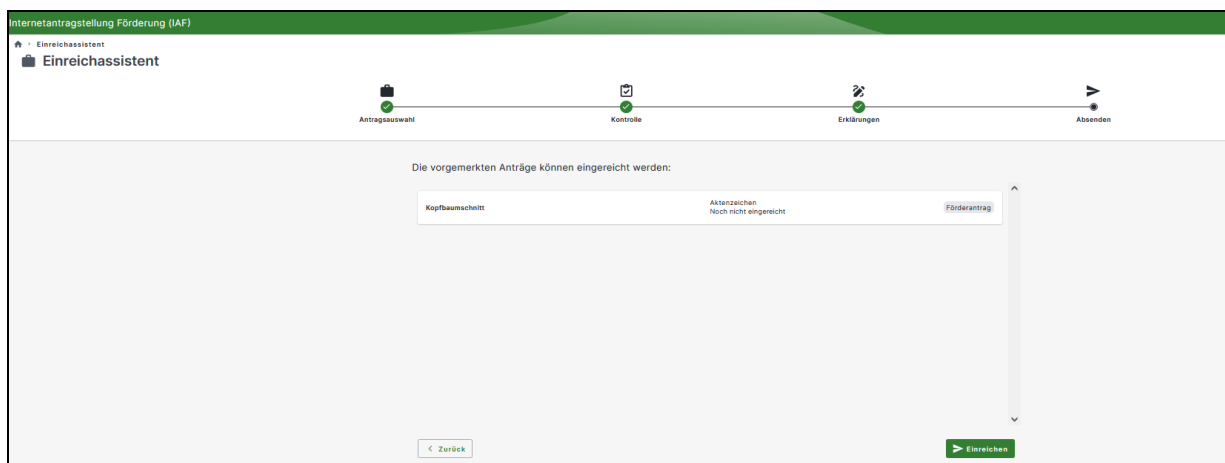 Internetantragstellung Förderung (IAF)
Einreichassistent
Einreichassistent
Antragsauswahl
Kontrolle
Erklärungen
Absenden
Die vorgemerkten Anträge können eingereicht werden:
Kopfbaumschnitt
Aktenzeichen
Noch nicht eingereicht
Förderantrag
Zurück
Einreichen